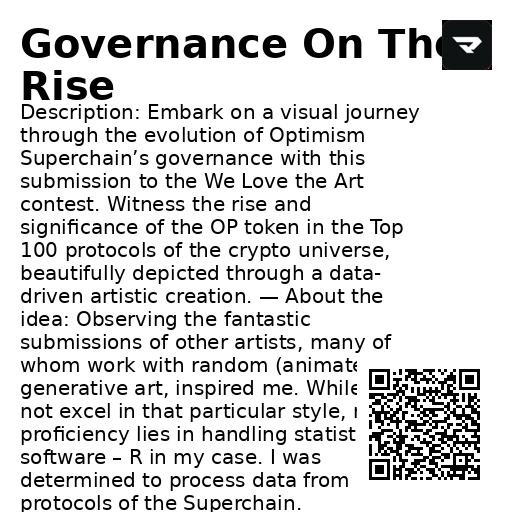 Governance On The
Rise
Description: Embark on a visual journey
through the evolution of Optimism
Superchain’s governance with this
submission to the We Love the Art
contest. Witness the rise and
significance of the OP token in the Top
100 protocols of the crypto universe,
beautifully depicted through a data-
driven artistic creation. — About the
idea: Observing the fantastic
submissions of other artists, many of
whom work with random (animate
generative art, inspired me. While
not excel in that particular style,
proficiency lies in handling statist
software – R in my case. I was
determined to process data from
protocols of the Superchain.